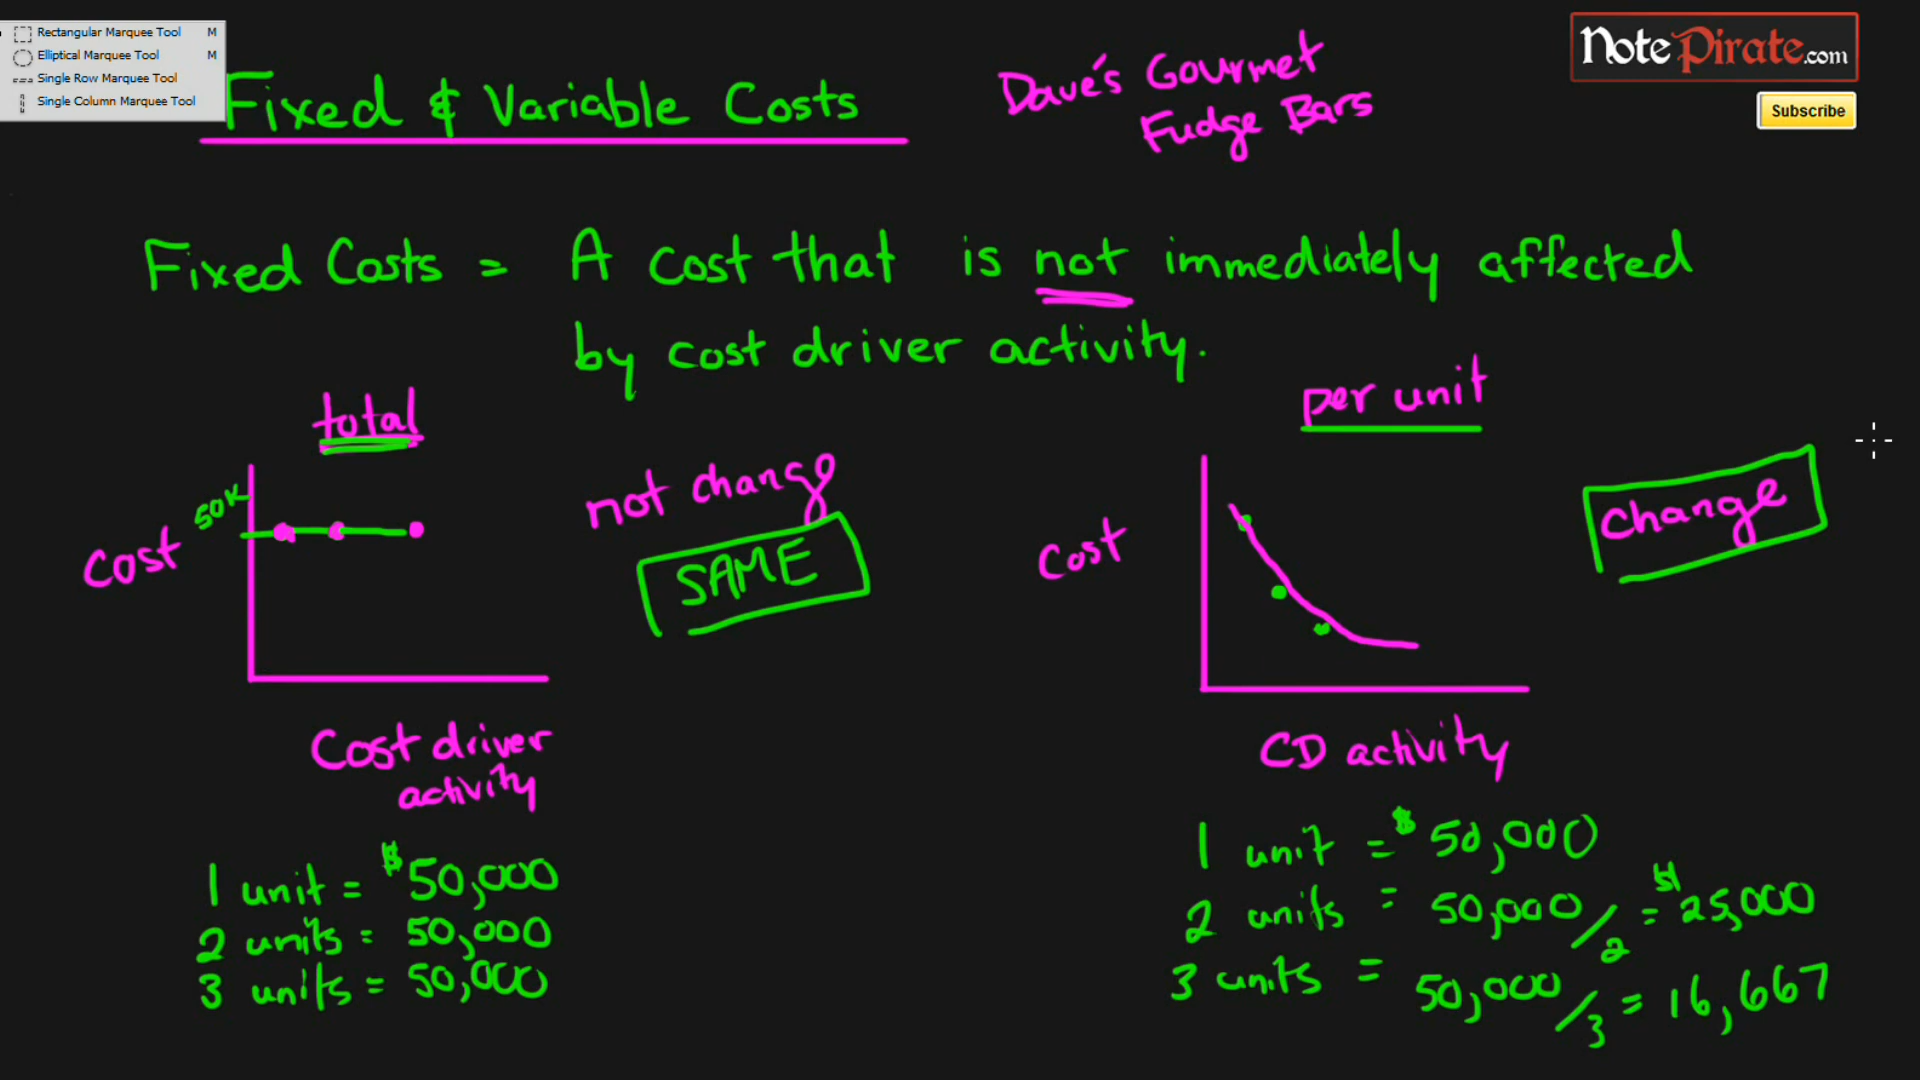 Rectangular Marquee Tool M
Elliptical Marquee Tool M
Single Row Marquee Tool
Single Column Marquee Tool
NotePirate.com
Subscribe
Fixed & Variable Costs
Dave's Gourmet
Fudge Bars
Fixed Costs = A cost that is not immediately affected
by cost driver activity.
total
50K
cost
not change
SAME
Cost driver
activity
1 unit = $50,000
2 units = 50,000
3 units = 50,000
per unit
Cost
Change
CD activity
1 unit = $50,000
2 units = 50,000/2 = $25,000
3 units = 50,000/3 = 16,667